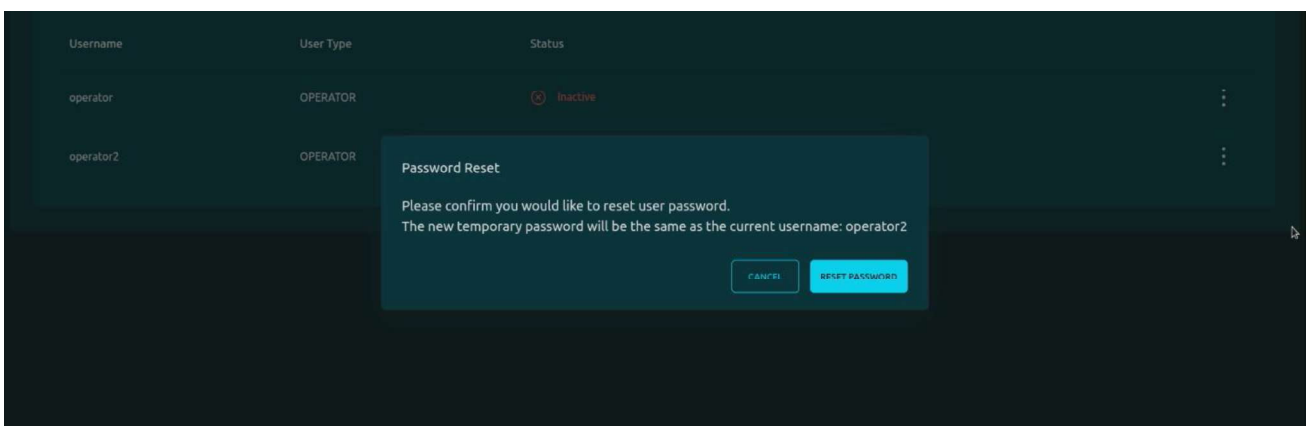 Username User Type Status
operator OPERATOR Inactive
operator2 OPERATOR
Password Reset
Please confirm you would like to reset user password.
The new temporary password will be the same as the current username: operator2
CANCEL RESET PASSWORD